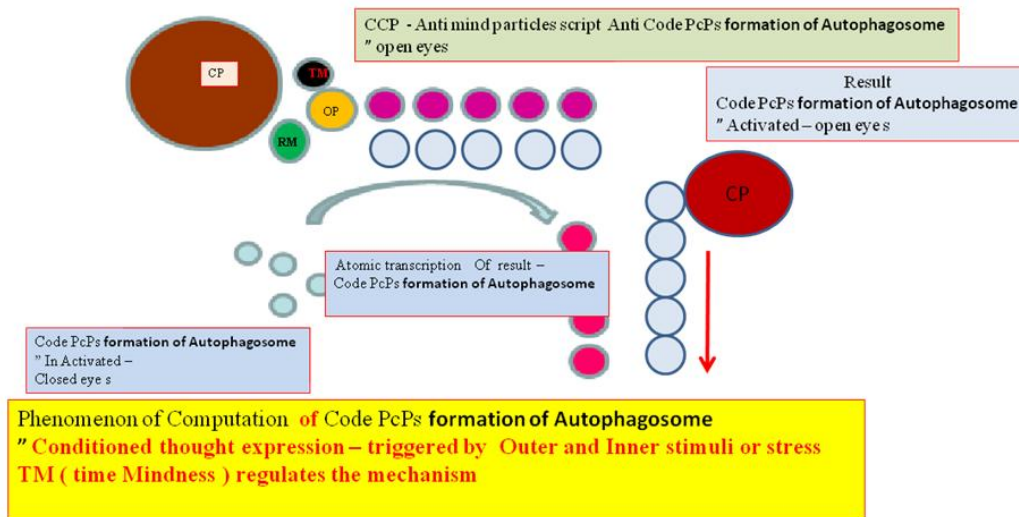 CCP - Anti mind particles script Anti Code PcPs formation of Autophagosome
" open eyes
CP
TM
OP
RM
Result
Code PcPs formation of Autophagosome
" Activated – open eye s
CP
Atomic transcription Of result –
Code PcPs formation of Autophagosome
Code PcPs formation of Autophagosome
" In Activated –
Closed eye s
Phenomenon of Computation of Code PcPs formation of Autophagosome
" Conditioned thought expression – triggered by Outer and Inner stimuli or stress
TM ( time Mindness ) regulates the mechanism